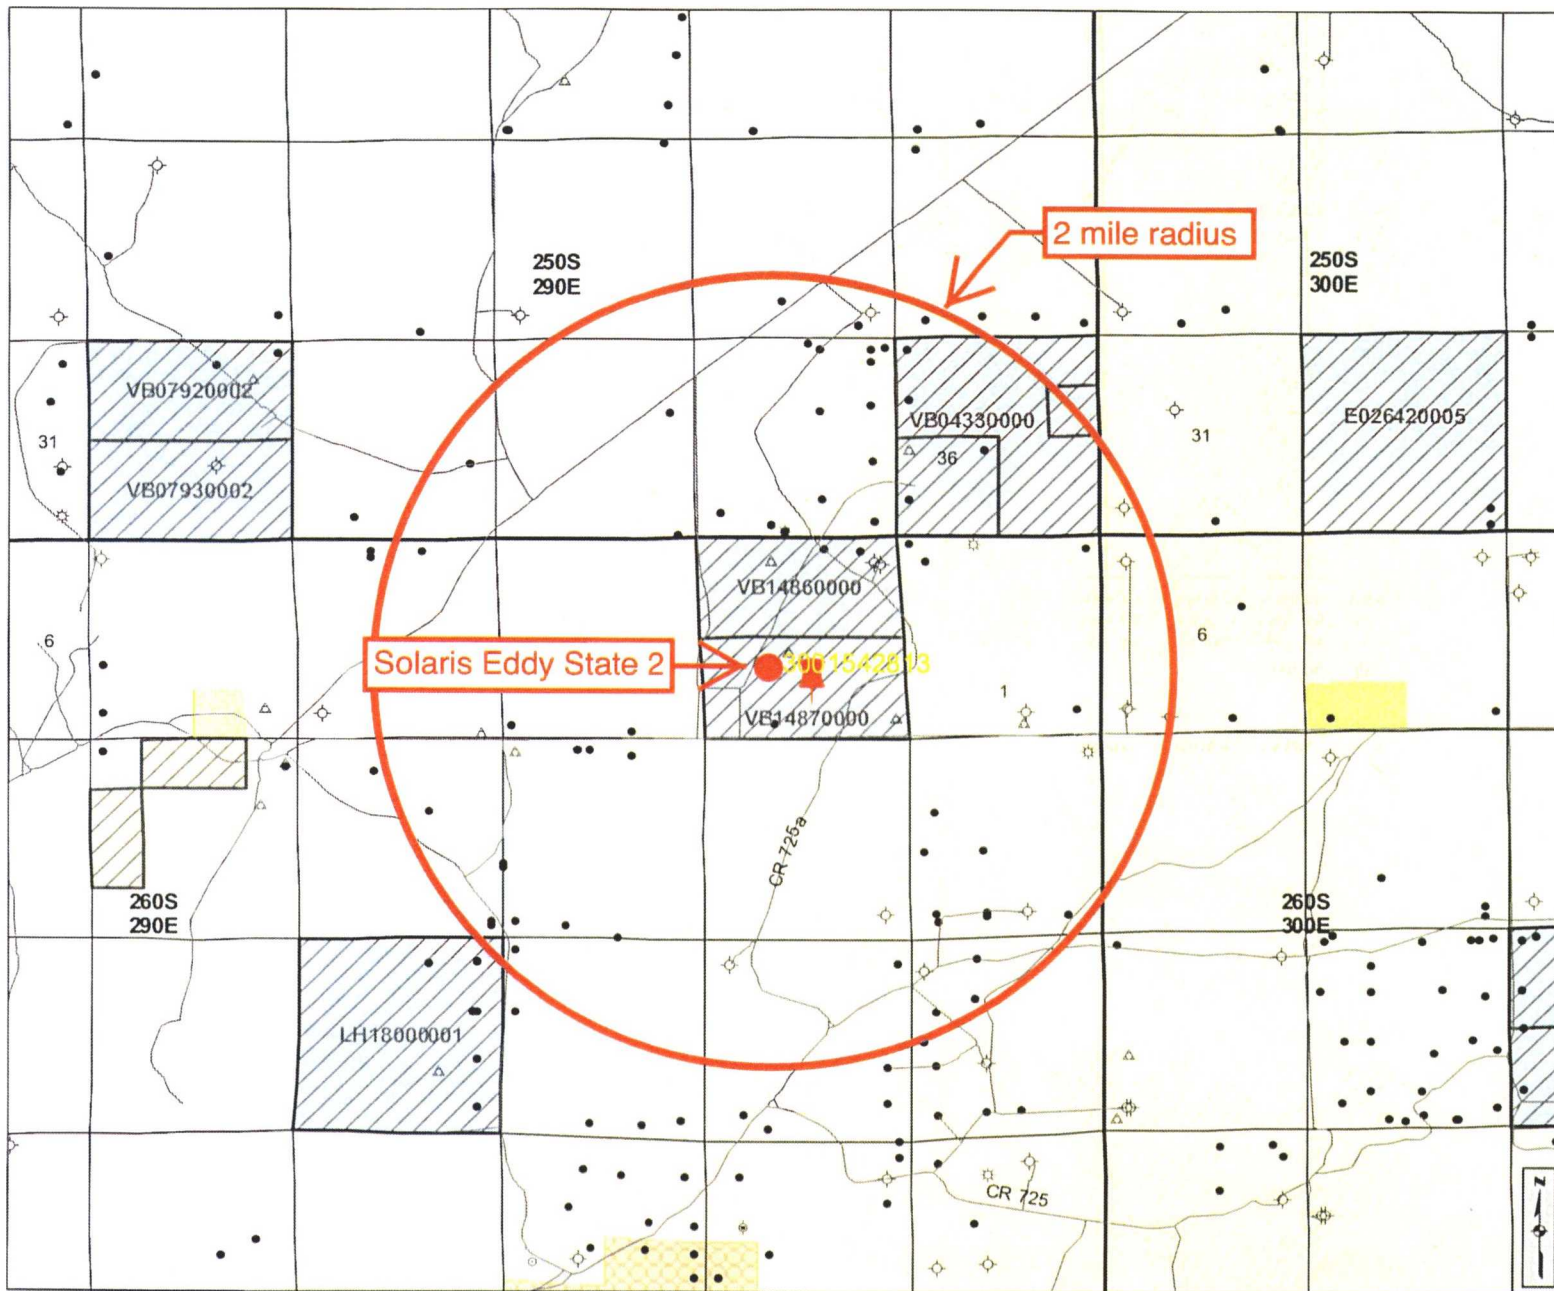 2 mile radius
250S
290E
250S
300E
VB07920002
VB04330000
E026420005
31
31
36
VB07930002
VB14860000
6
6
Solaris Eddy State 2
3001542813
1
VB14870000
CR 725a
260S
290E
260S
300E
LH18000001
CR 725
N